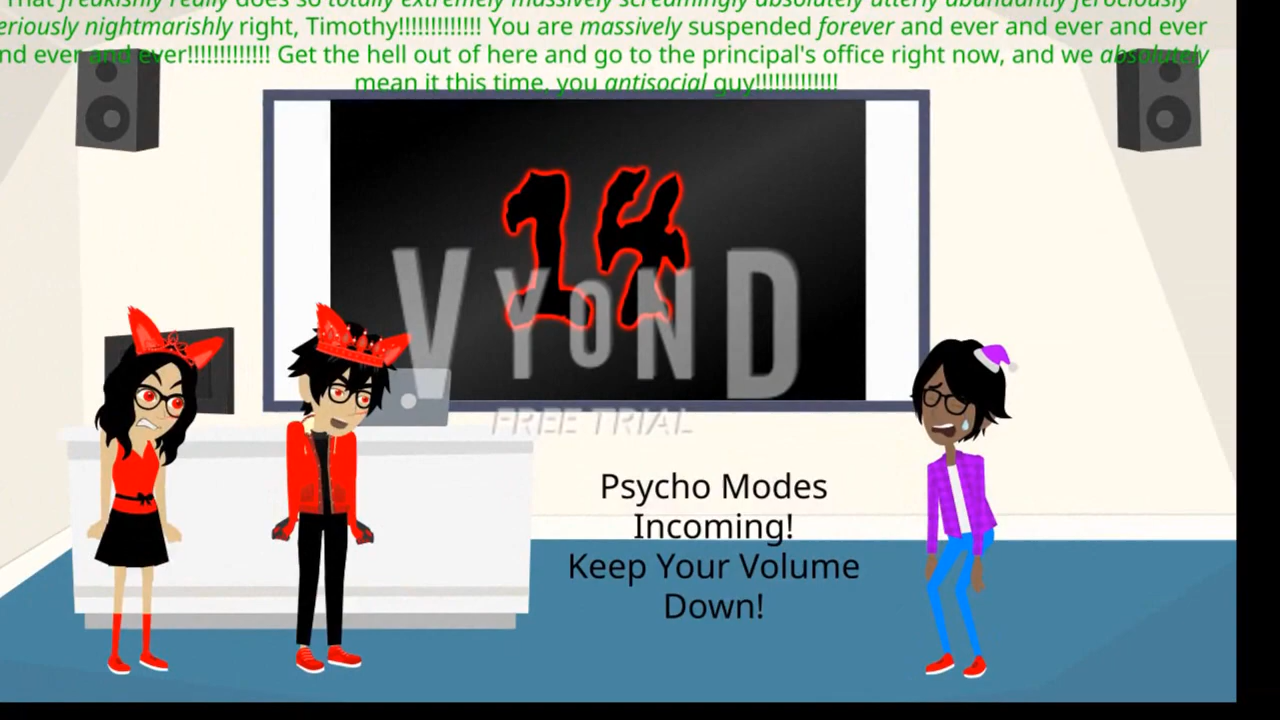 That freakishly really does so totally extremely massively screamingly absolutely utterly abundantly ferociously
eriously nightmarishly right, Timothy!!!!!!!!!!!!! You are massively suspended forever and ever and ever and ever
nd ever and ever!!!!!!!!!!!!! Get the hell out of here and go to the principal's office right now, and we absolutely
mean it this time, you antisocial guy!!!!!!!!!!!!!
14
VYOND
FREE TRIAL
Psycho Modes
Incoming!
Keep Your Volume
Down!